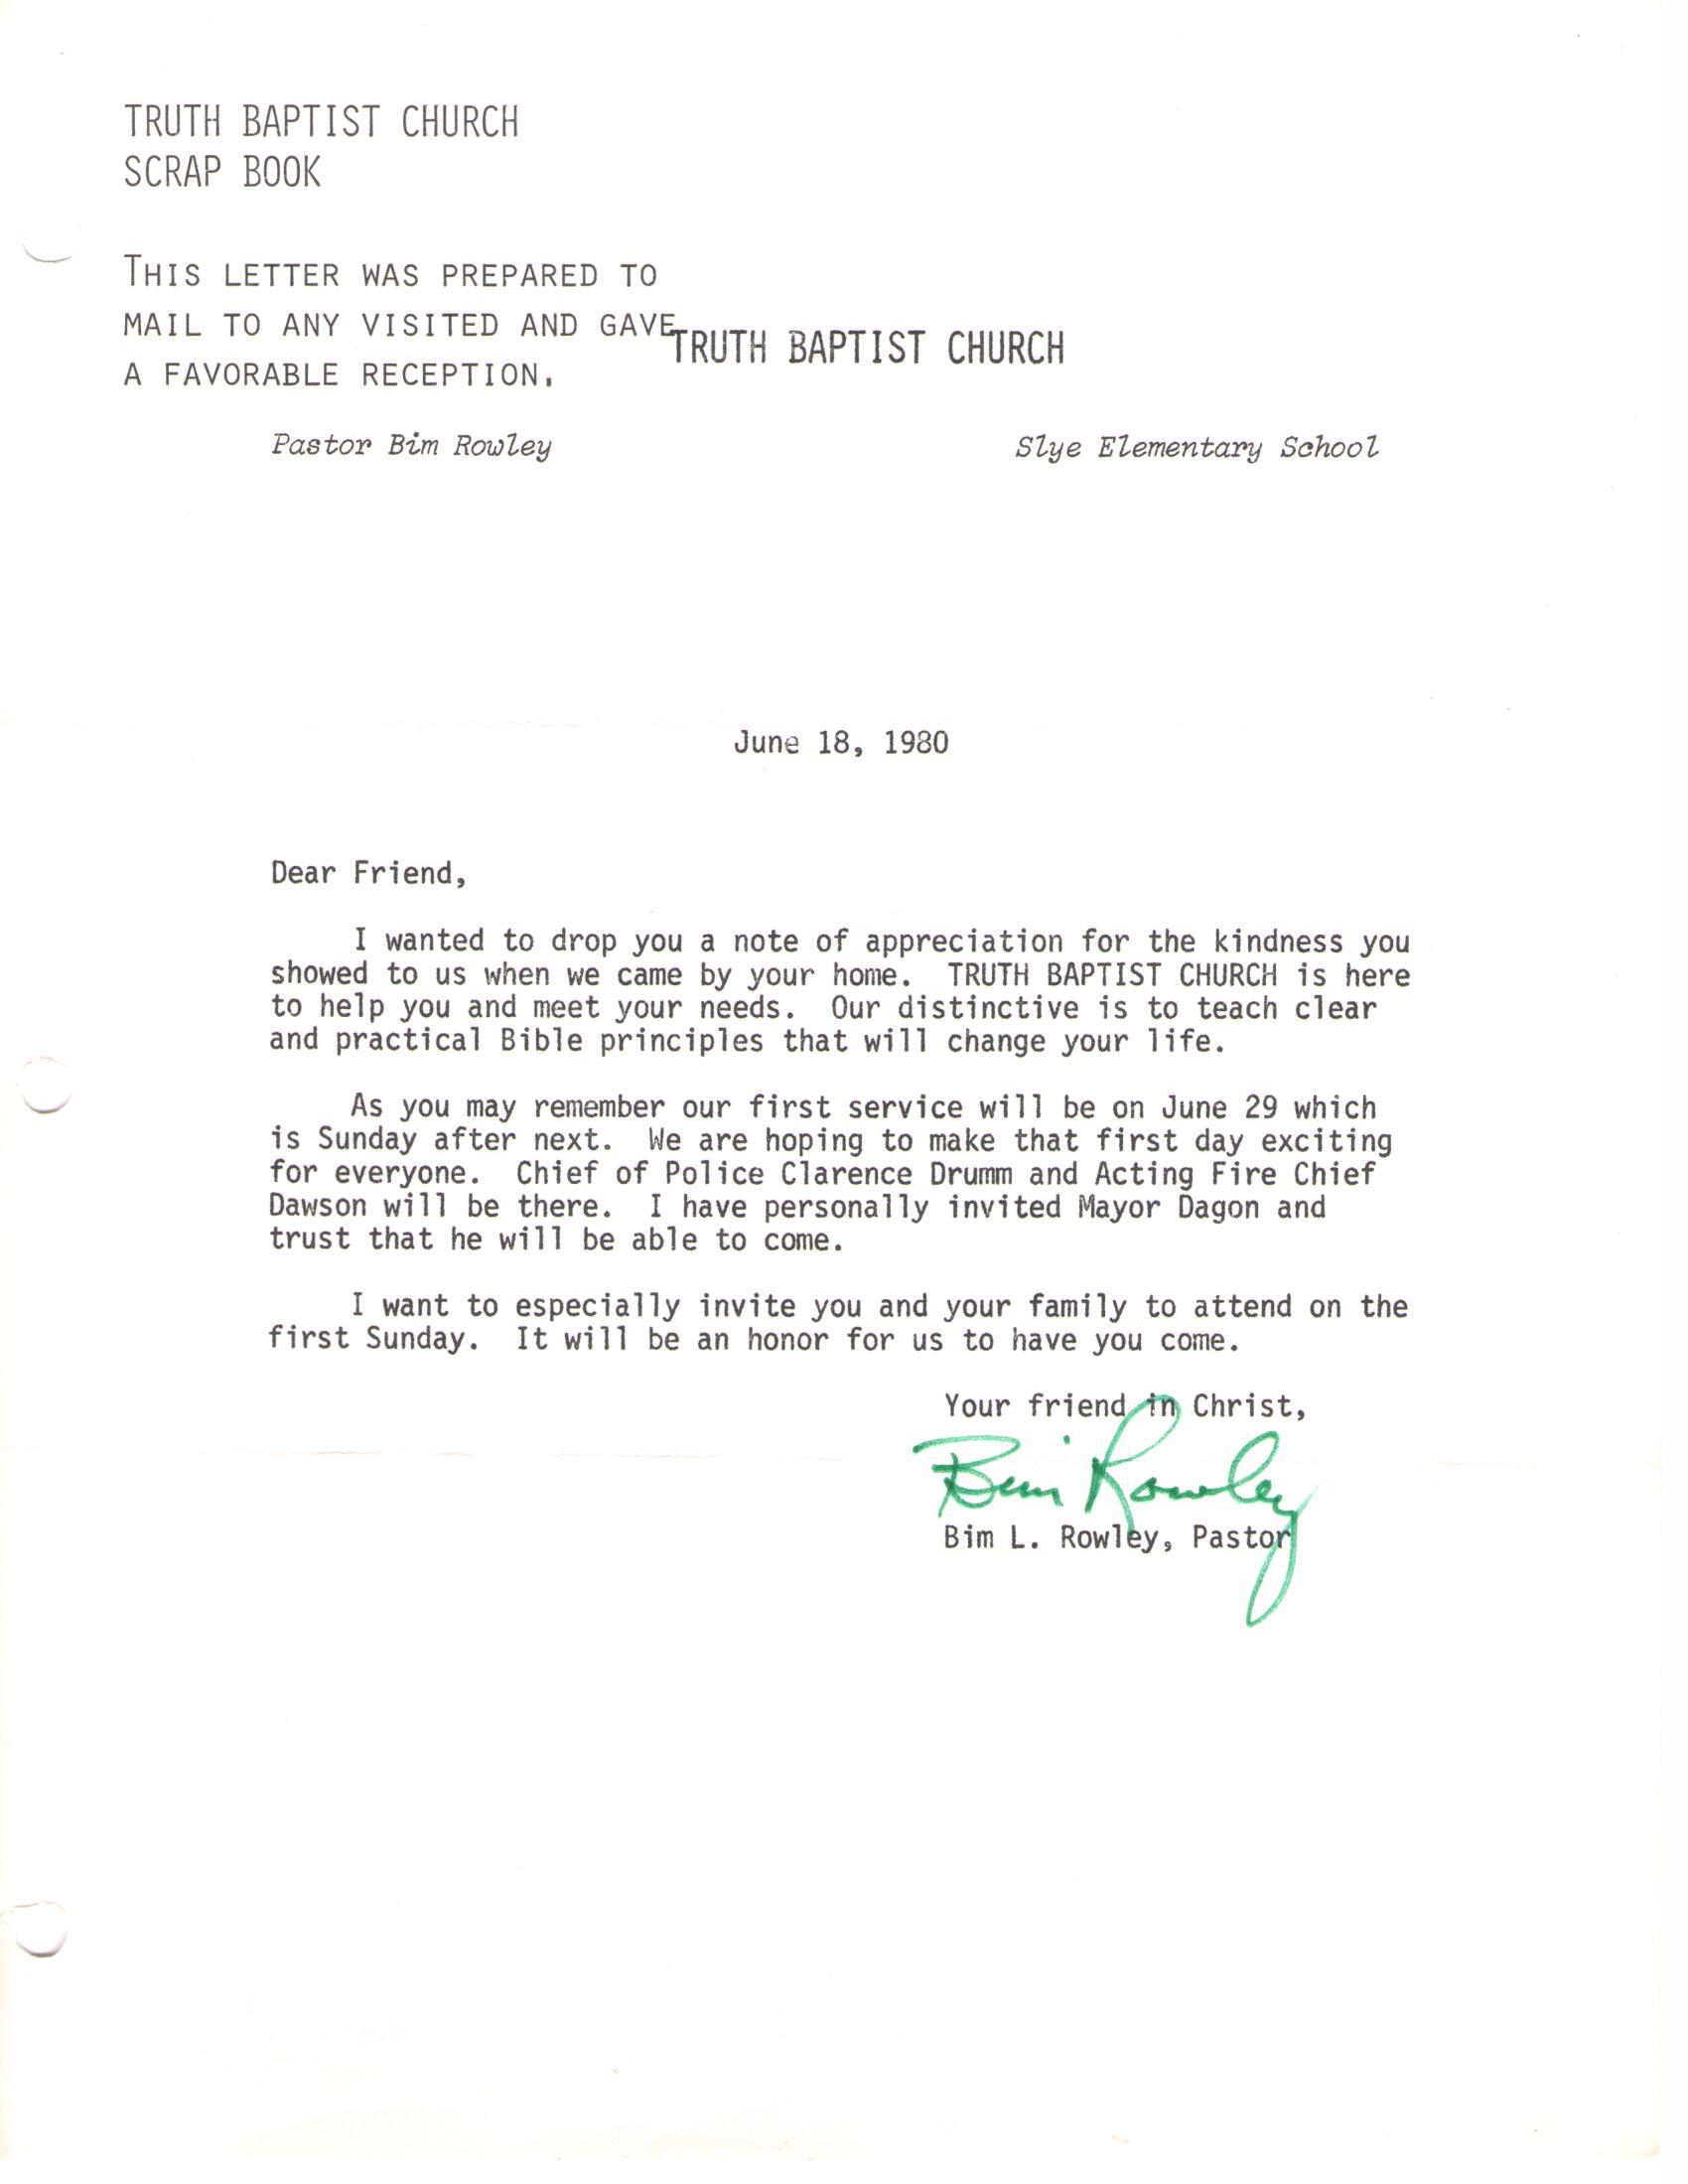 TRUTH BAPTIST CHURCH
SCRAP BOOK
THIS LETTER WAS PREPARED TO
MAIL TO ANY VISITED AND GAVE
A FAVORABLE RECEPTION.
TRUTH BAPTIST CHURCH
Pastor Bim Rowley
Slye Elementary School
June 18, 1980
Dear Friend,
I wanted to drop you a note of appreciation for the kindness you
showed to us when we came by your home. TRUTH BAPTIST CHURCH is here
to help you and meet your needs. Our distinctive is to teach clear
and practical Bible principles that will change your life.
As you may remember our first service will be on June 29 which
is Sunday after next. We are hoping to make that first day exciting
for everyone. Chief of Police Clarence Drumm and Acting Fire Chief
Dawson will be there. I have personally invited Mayor Dagon and
trust that he will be able to come.
I want to especially invite you and your family to attend on the
first Sunday. It will be an honor for us to have you come.
Your friend in Christ,
Bim Rowley
Bim L. Rowley, Pastor